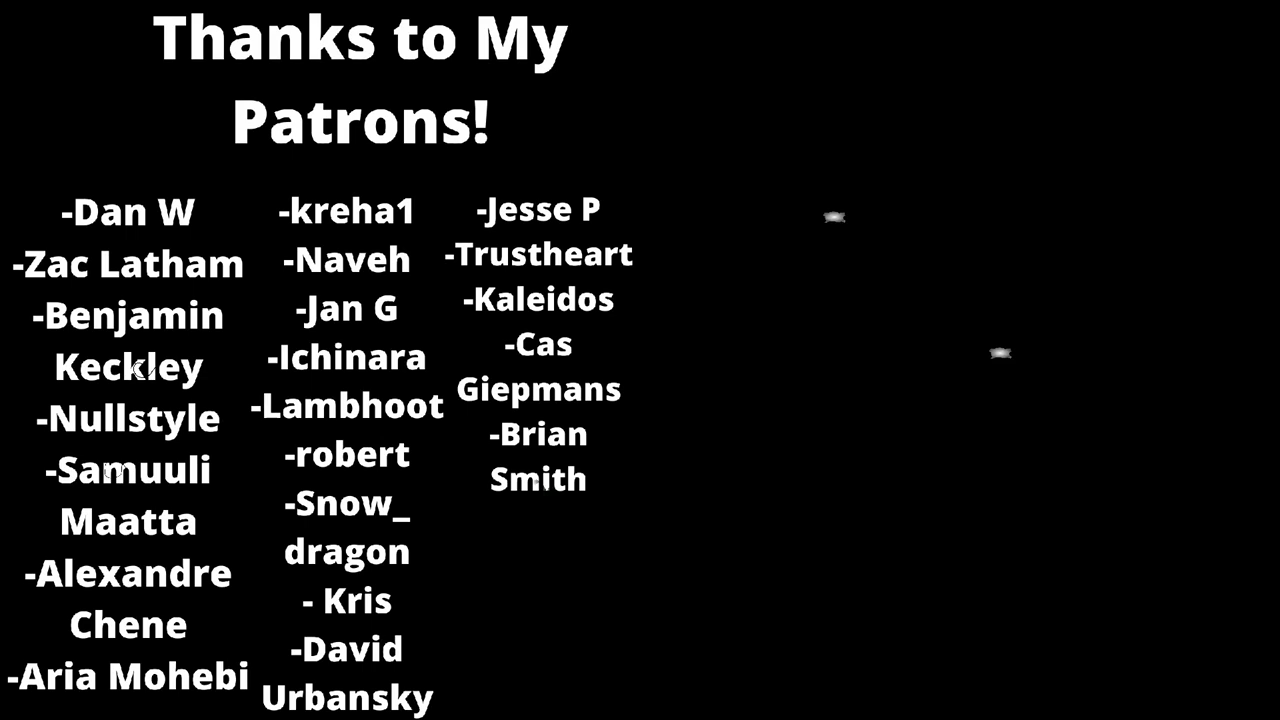 Thanks to My
Patrons!
-Dan W
-Zac Latham
-Benjamin
Keckley
-Nullstyle
-Samuuli
Maatta
-Alexandre
Chene
-Aria Mohebi
-kreha1
-Naveh
-Jan G
-Ichinara
-Lambhoot
-robert
-Snow_
dragon
- Kris
-David
Urbansky
-Jesse P
-Trustheart
-Kaleidos
-Cas
Giepmans
-Brian
Smith